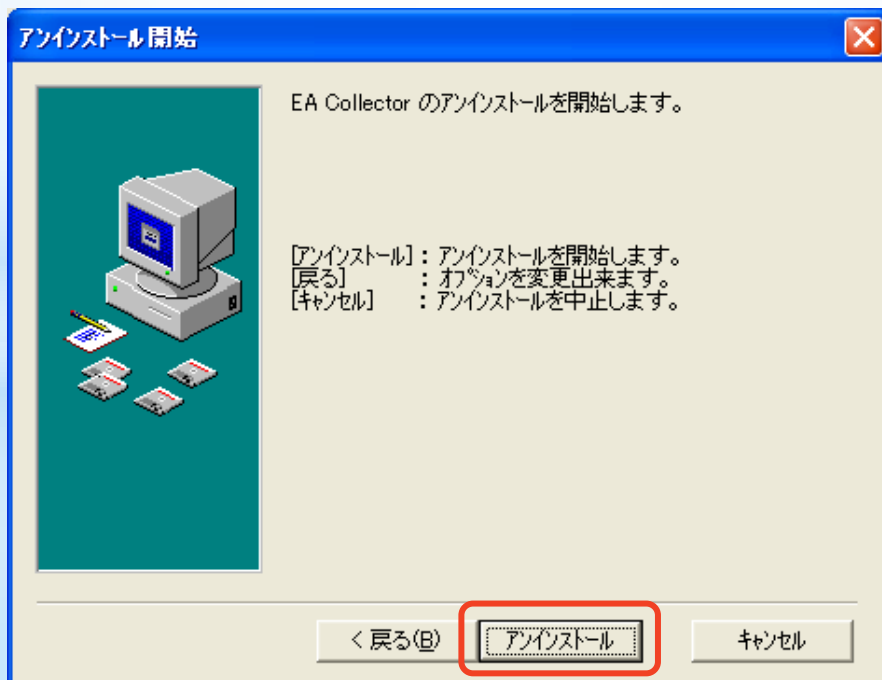 アンインストール開始
EA Collector のアンインストールを開始します。
[アンインストール]：アンインストールを開始します。
[戻る]　　　　：オプションを変更出来ます。
[キャンセル]　　：アンインストールを中止します。
< 戻る(B)
アンインストール
キャンセル